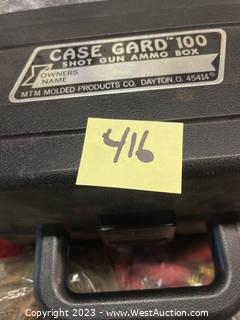 CASE GARD™ 100
SHOT GUN AMMO BOX
OWNERS
NAME
MTM MOLDED PRODUCTS CO. DAYTON, O. 45414
416
Copyright © 2023 - www.WestAuction.com